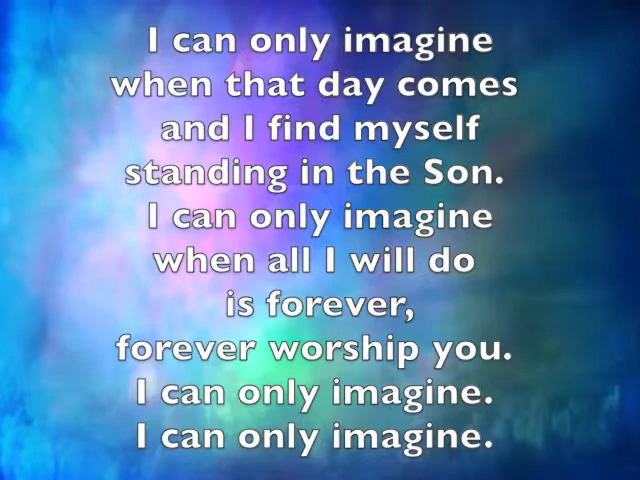 I can only imagine
when that day comes
and I find myself
standing in the Son.
I can only imagine
when all I will do
is forever,
forever worship you.
I can only imagine.
I can only imagine.